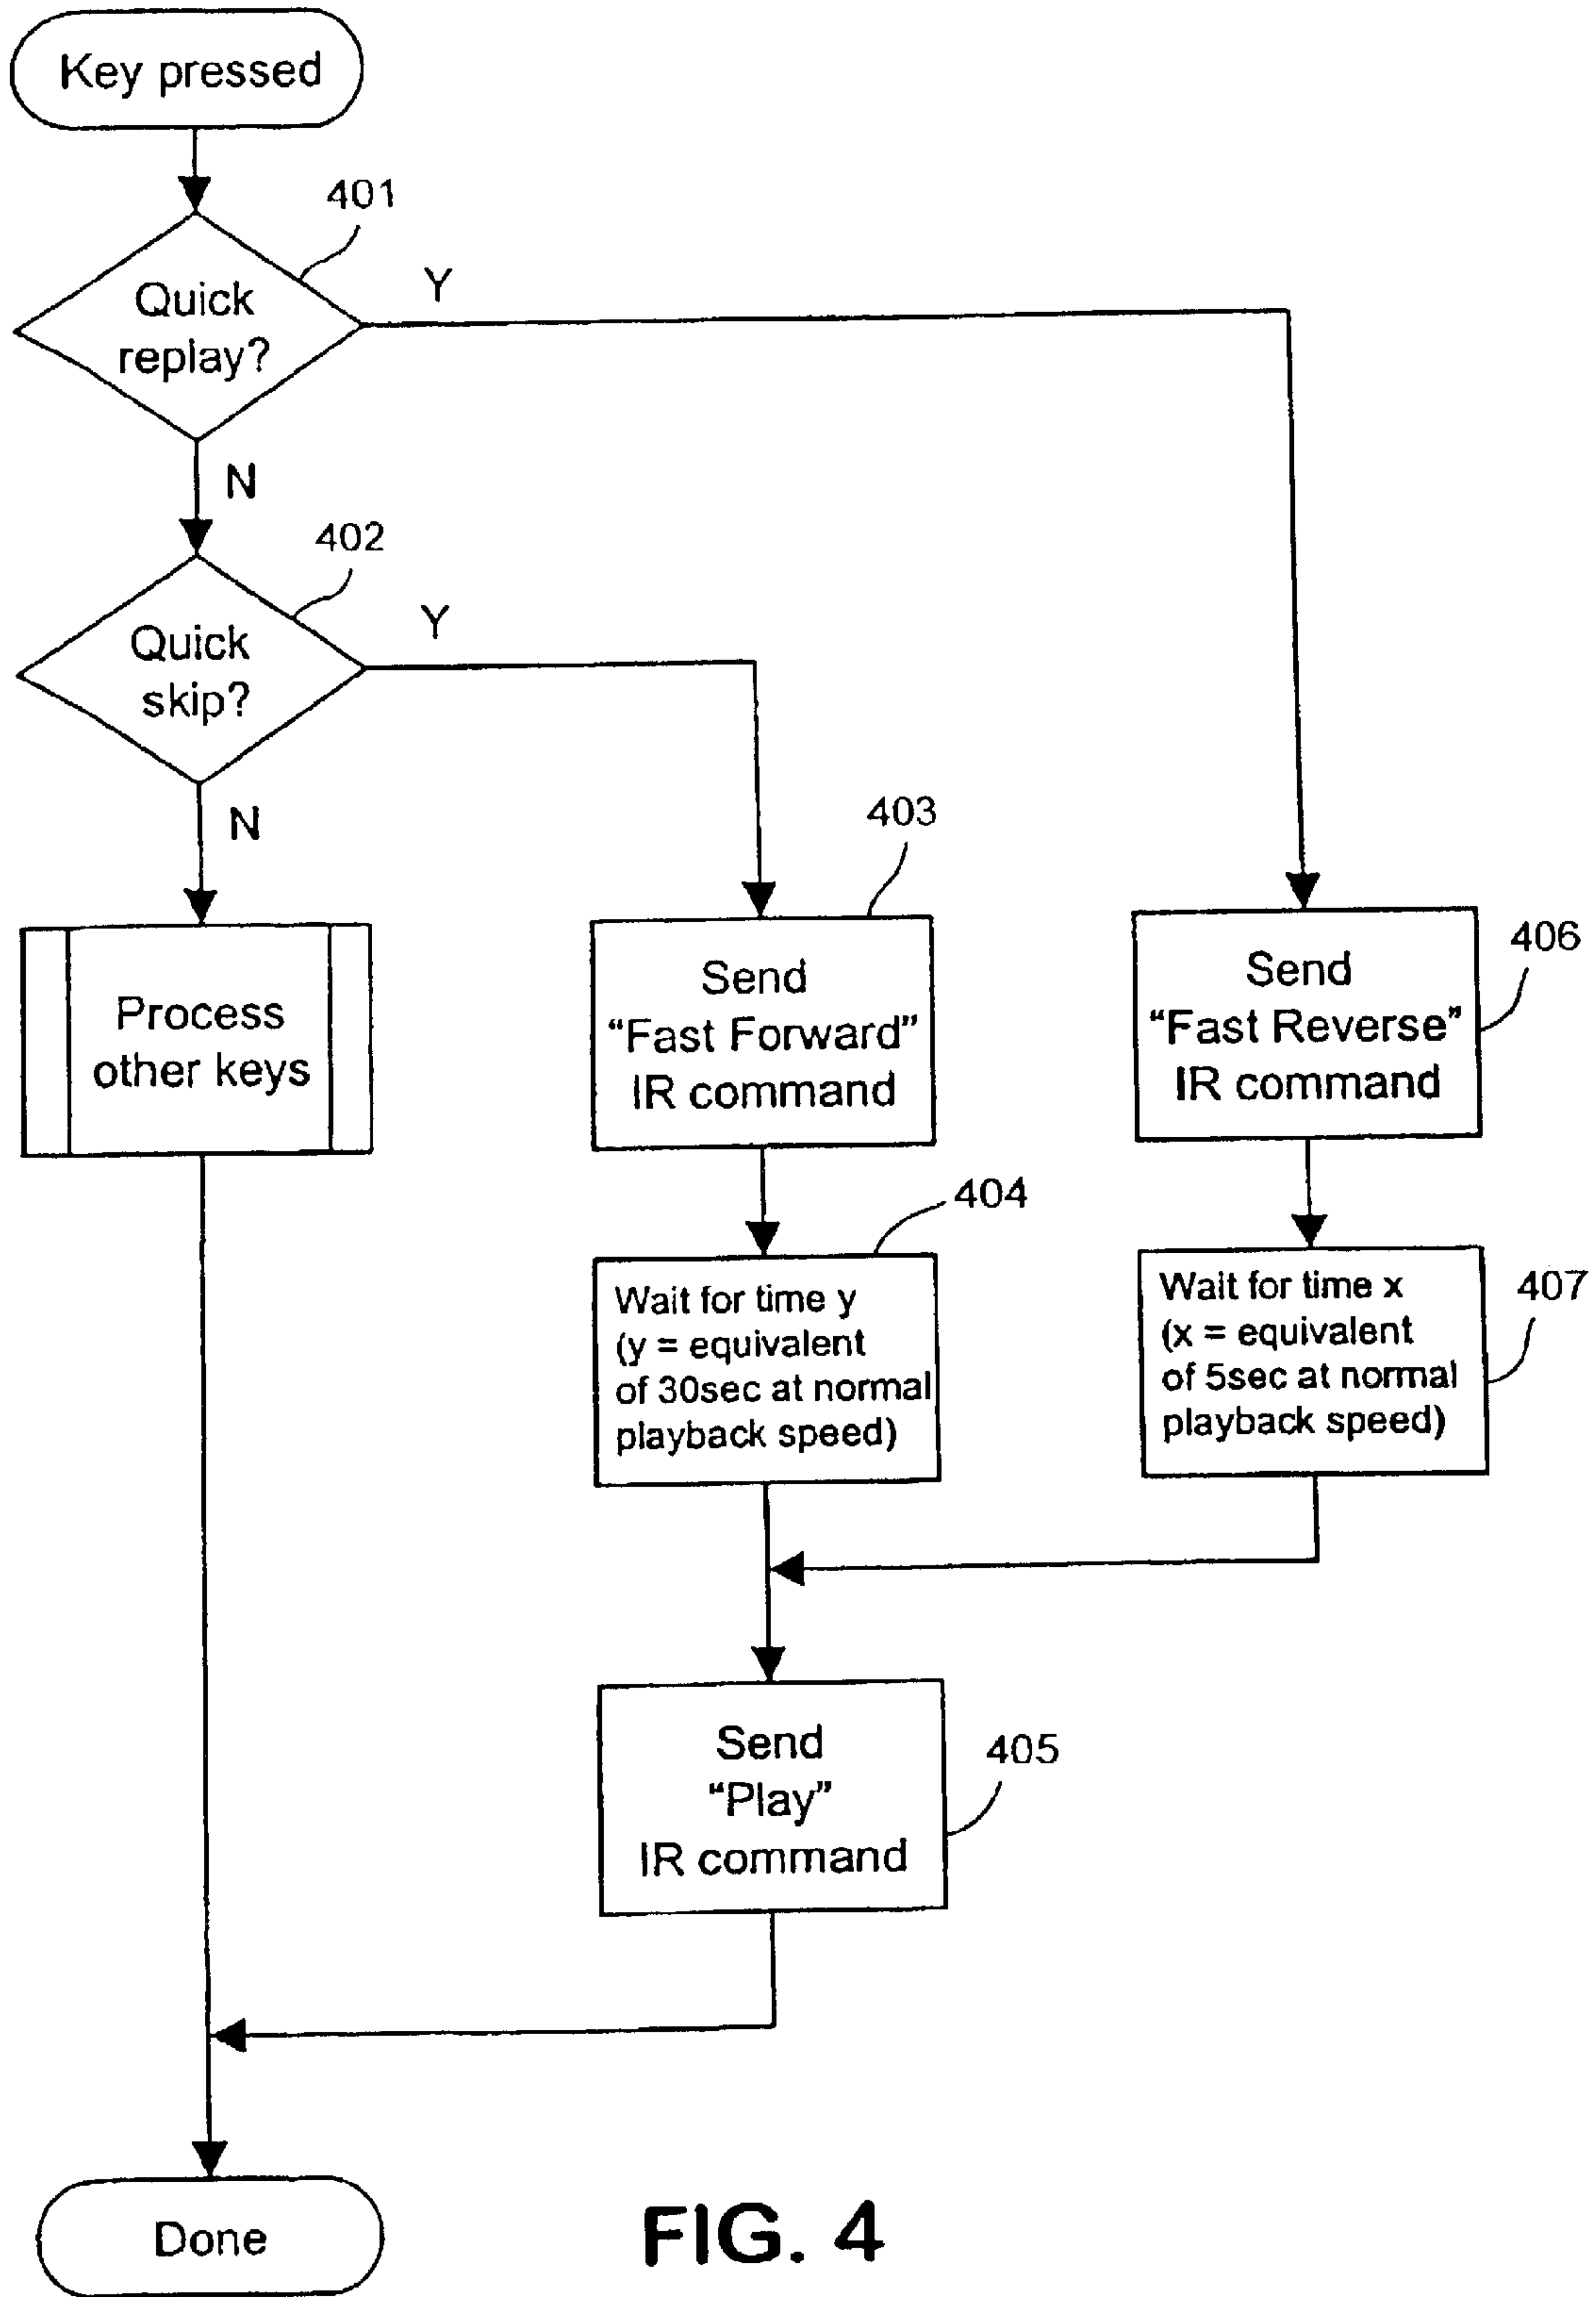 Key pressed
401
Quick
replay?
Y
N
402
Quick
skip?
Y
N
Process
other keys
403
Send
“Fast Forward”
IR command
406
Send
“Fast Reverse”
IR command
404
Wait for time y
(y = equivalent
of 30sec at normal
playback speed)
407
Wait for time x
(x = equivalent
of 5sec at normal
playback speed)
405
Send
“Play”
IR command
Done
FIG. 4